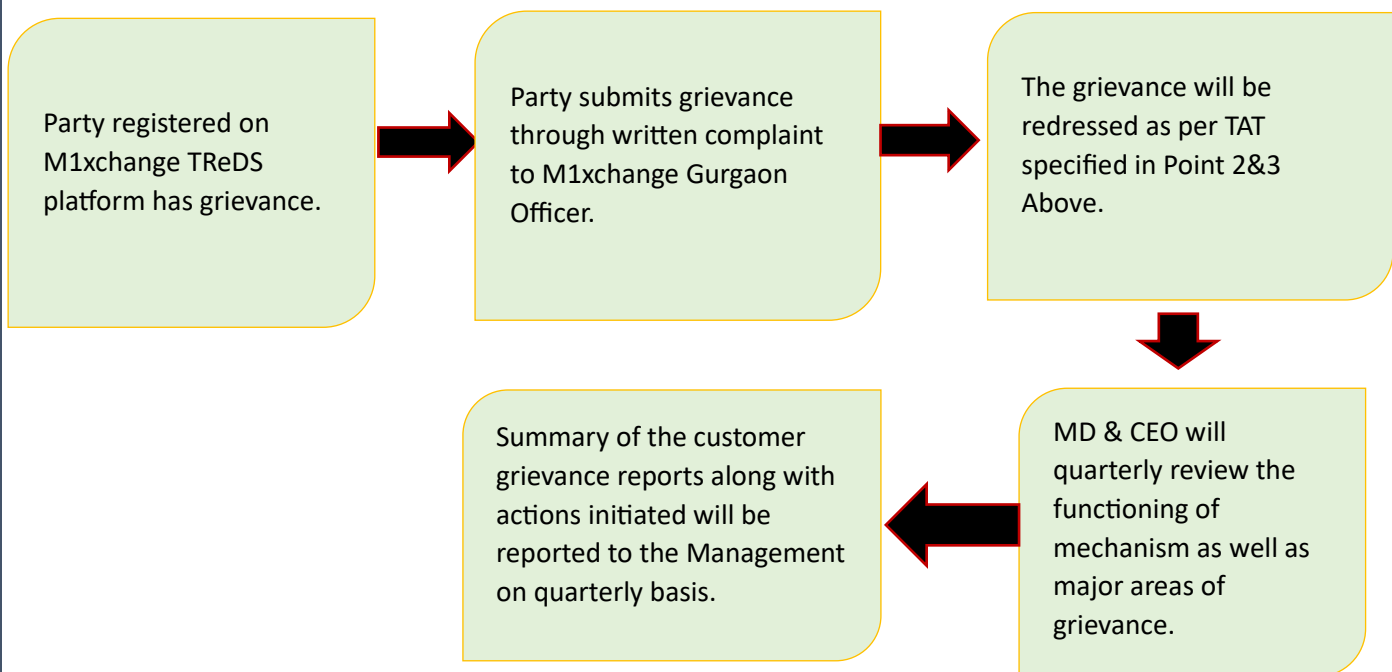 Party registered on
M1xchange TReDS
platform has grievance.
Party submits grievance
through written complaint
to M1xchange Gurgaon
Officer.
The grievance will be
redressed as per TAT
specified in Point 2&3
Above.
MD & CEO will
quarterly review the
functioning of
mechanism as well as
major areas of
grievance.
Summary of the customer
grievance reports along with
actions initiated will be
reported to the Management
on quarterly basis.